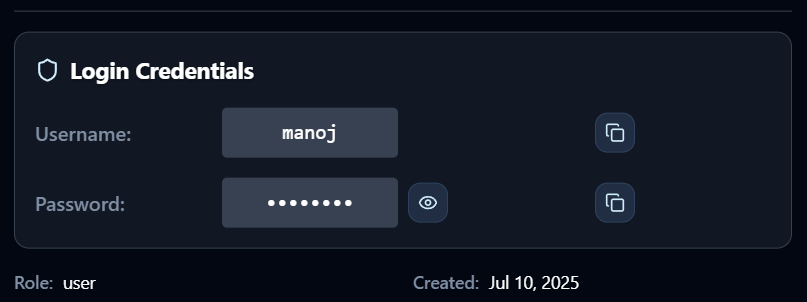 Login Credentials
Username: manoj
Password: ••••••••
Role: user Created: Jul 10, 2025